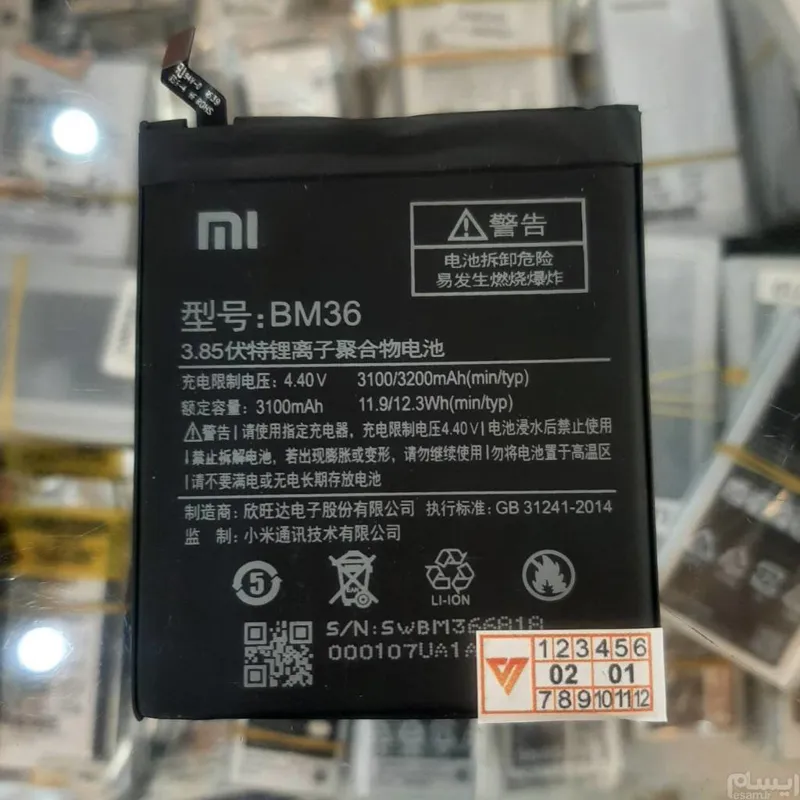 mi
警告
电池拆卸危险
易发生燃烧爆炸
型号:BM36
3.85伏特锂离子聚合物电池
充电限制电压: 4.40V 3100/3200mAh(min/typ)
额定容量: 3100mAh 11.9/12.3Wh(min/typ)
警告|请使用指定充电器, 充电限制电压4.40V|电池浸水后禁止使用
|禁止拆解电池, 若出现膨胀或变形, 请勿继续使用|勿将电池置于高温区
|请不要满电或无电长期存放电池
制造商: 欣旺达电子股份有限公司 执行标准: GB 31241-2014
监 制: 小米通讯技术有限公司
5
LI-ION
S/N:SWBM366818
000107UA1A
123456
02 01
789101112
ایسام
esam.ir